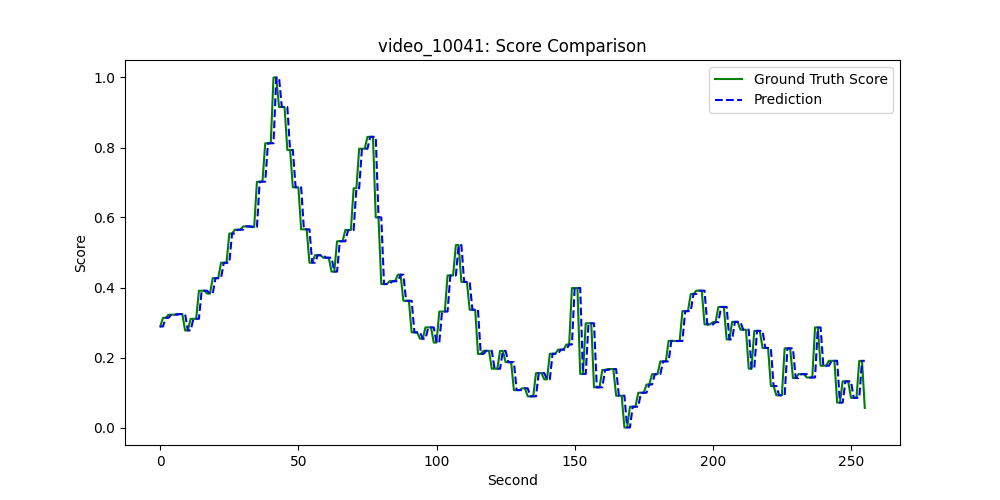 video_10041: Score Comparison
Ground Truth Score
Prediction
Score
1.0
0.8
0.6
0.4
0.2
0.0
0 50 100 150 200 250
Second